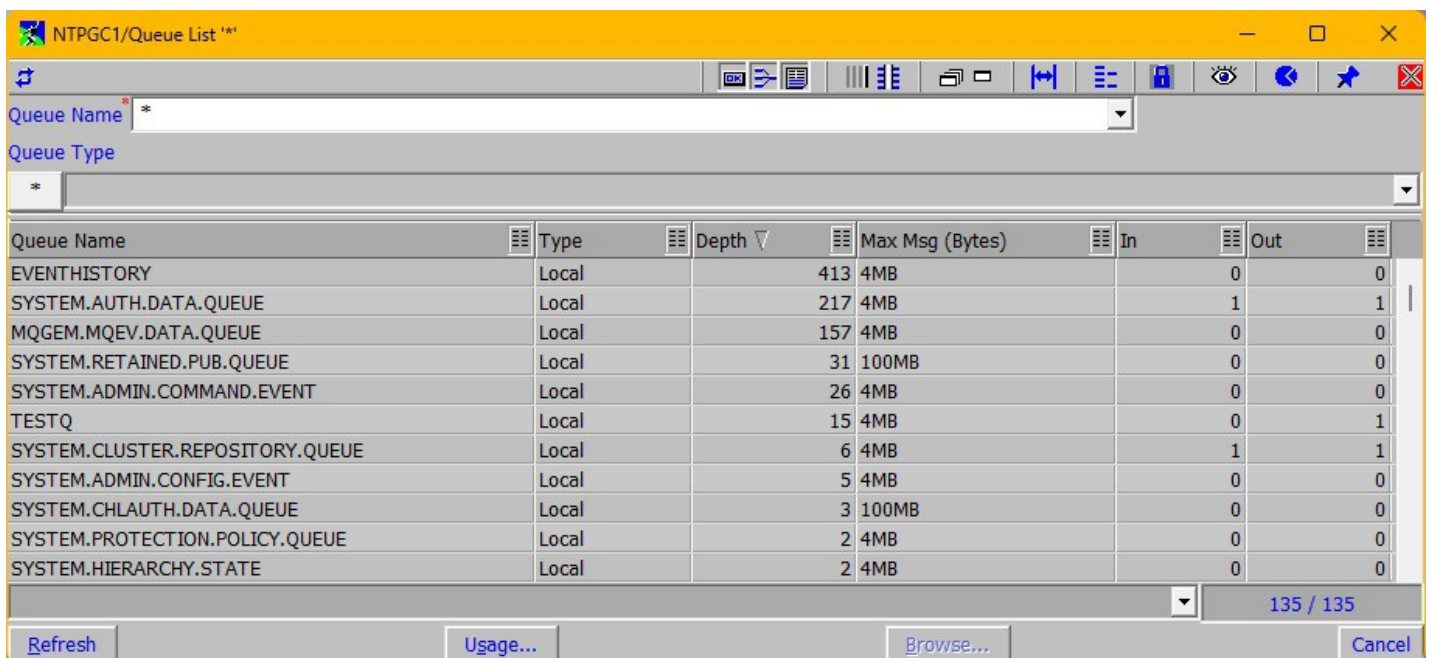 NTPGC1/Queue List '*'
OK
Queue Name* *
Queue Type
*
Queue Name Type Depth Max Msg (Bytes) In Out
EVENTHISTORY Local 413 4MB 0 0
SYSTEM.AUTH.DATA.QUEUE Local 217 4MB 1 1
MQGEM.MQEV.DATA.QUEUE Local 157 4MB 0 0
SYSTEM.RETAINED.PUB.QUEUE Local 31 100MB 0 0
SYSTEM.ADMIN.COMMAND.EVENT Local 26 4MB 0 0
TESTQ Local 15 4MB 0 1
SYSTEM.CLUSTER.REPOSITORY.QUEUE Local 6 4MB 1 1
SYSTEM.ADMIN.CONFIG.EVENT Local 5 4MB 0 0
SYSTEM.CHLAUTH.DATA.QUEUE Local 3 100MB 0 0
SYSTEM.PROTECTION.POLICY.QUEUE Local 2 4MB 0 0
SYSTEM.HIERARCHY.STATE Local 2 4MB 0 0
135 / 135
Refresh Usage... Browse... Cancel